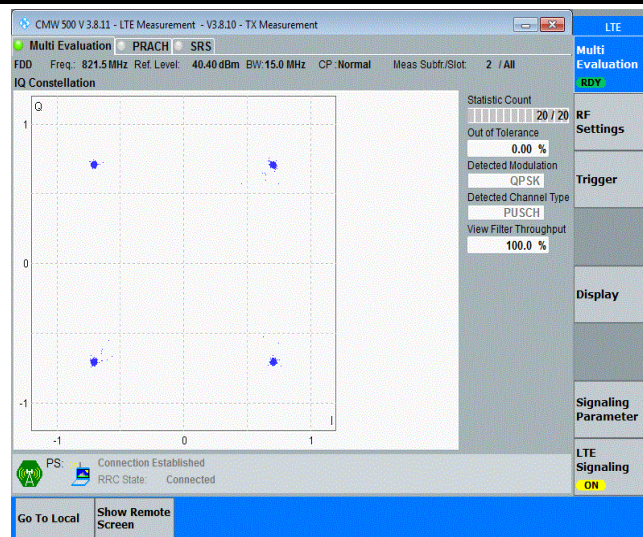 CMW 500 V 3.8.11 - LTE Measurement - V3.8.10 - TX Measurement
LTE
Multi Evaluation PRACH SRS
FDD Freq.: 821.5 MHz Ref. Level: 40.40 dBm BW: 15.0 MHz CP : Normal Meas Subfr./Slot: 2 / All
IQ Constellation
Q
1
0
-1
-1 0 1
I
Statistic Count
20 / 20
Out of Tolerance
0.00 %
Detected Modulation
QPSK
Detected Channel Type
PUSCH
View Filter Throughput
100.0 %
Multi
Evaluation
RDY
RF
Settings
Trigger
Display
Signaling
Parameter
LTE
Signaling
ON
PS: Connection Established
RRC State: Connected
Go To Local
Show Remote
Screen